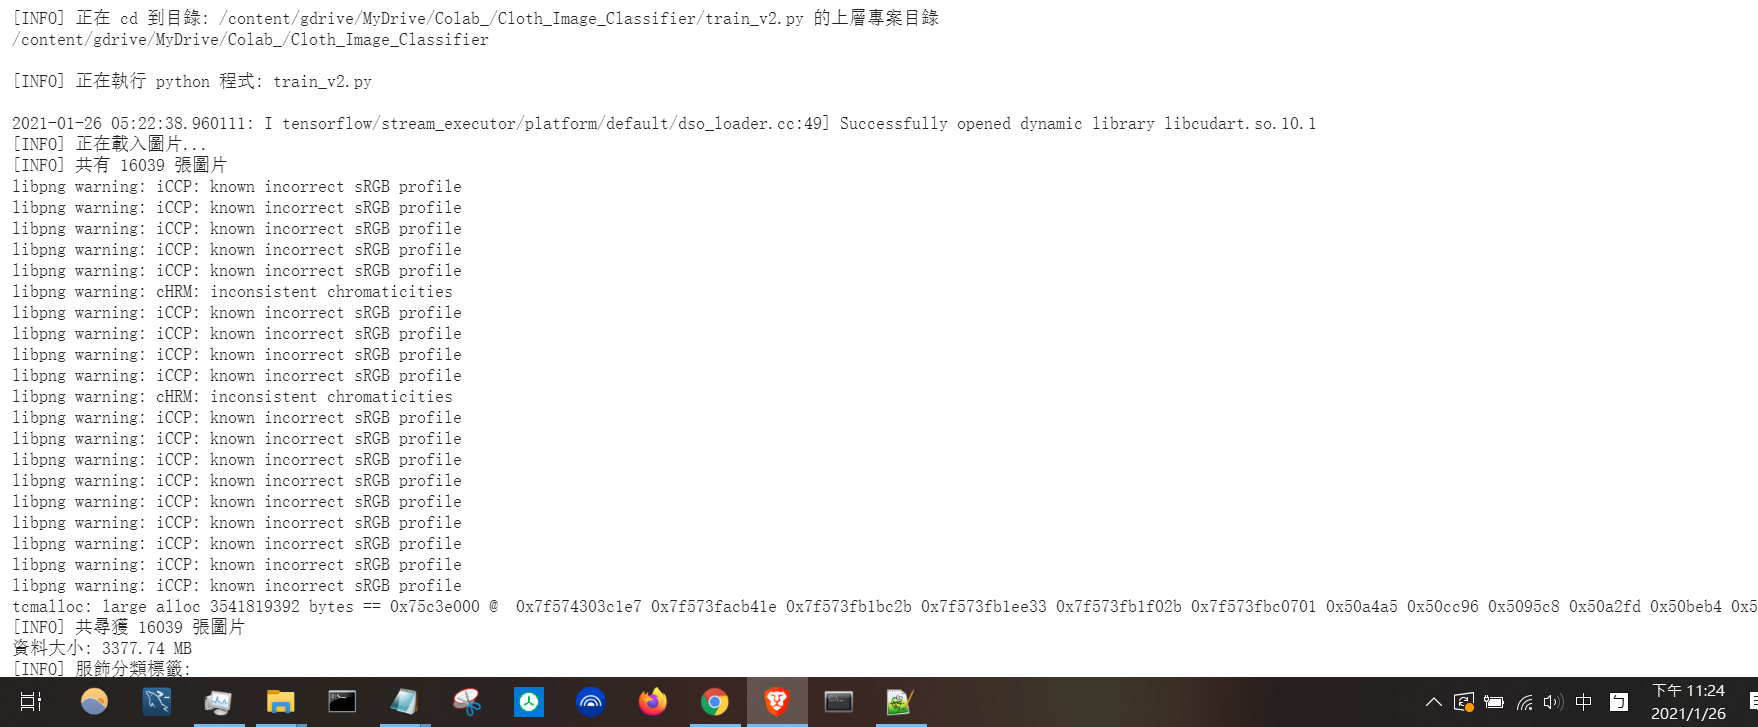 [INFO] 正在 cd 到目錄: /content/gdrive/MyDrive/Colab_/Cloth_Image_Classifier/train_v2.py 的上層專案目錄
/content/gdrive/MyDrive/Colab_/Cloth_Image_Classifier
[INFO] 正在執行 python 程式: train_v2.py
2021-01-26 05:22:38.960111: I tensorflow/stream_executor/platform/default/dso_loader.cc:49] Successfully opened dynamic library libcudart.so.10.1
[INFO] 正在載入圖片...
[INFO] 共有 16039 張圖片
libpng warning: iCCP: known incorrect sRGB profile
libpng warning: iCCP: known incorrect sRGB profile
libpng warning: iCCP: known incorrect sRGB profile
libpng warning: iCCP: known incorrect sRGB profile
libpng warning: iCCP: known incorrect sRGB profile
libpng warning: cHRM: inconsistent chromaticities
libpng warning: iCCP: known incorrect sRGB profile
libpng warning: iCCP: known incorrect sRGB profile
libpng warning: iCCP: known incorrect sRGB profile
libpng warning: iCCP: known incorrect sRGB profile
libpng warning: cHRM: inconsistent chromaticities
libpng warning: iCCP: known incorrect sRGB profile
libpng warning: iCCP: known incorrect sRGB profile
libpng warning: iCCP: known incorrect sRGB profile
libpng warning: iCCP: known incorrect sRGB profile
libpng warning: iCCP: known incorrect sRGB profile
libpng warning: iCCP: known incorrect sRGB profile
libpng warning: iCCP: known incorrect sRGB profile
libpng warning: iCCP: known incorrect sRGB profile
libpng warning: iCCP: known incorrect sRGB profile
tcmalloc: large alloc 3541819392 bytes == 0x75c3e000 @  0x7f574303c1e7 0x7f573facb41e 0x7f573fb1bc2b 0x7f573fb1ee33 0x7f573fb1f02b 0x7f573fbc0701 0x50a4a5 0x50cc96 0x5095c8 0x50a2fd 0x50beb4 0x5
[INFO] 共尋獲 16039 張圖片
資料大小: 3377.74 MB
[INFO] 服飾分類標籤:
中
ㄅ
下午 11:24
2021/1/26